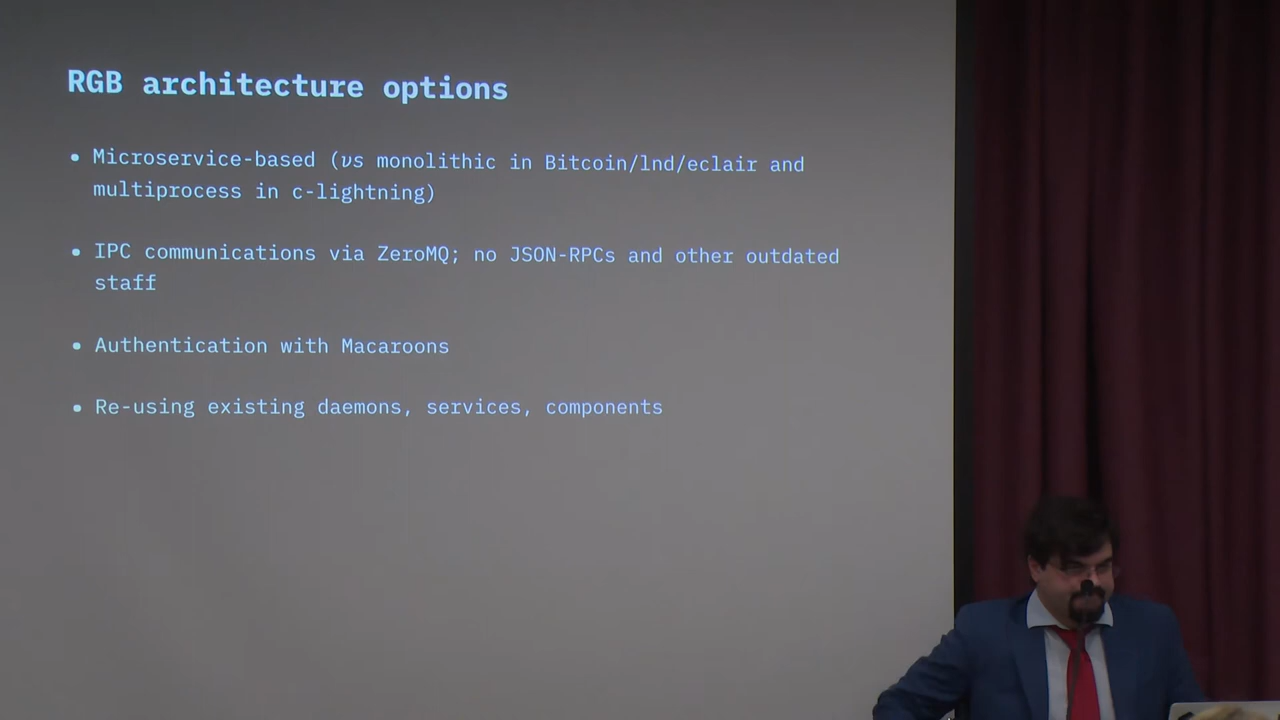 RGB architecture options
• Microservice-based (vs monolithic in Bitcoin/lnd/eclair and
multiprocess in c-lightning)
• IPC communications via ZeroMQ; no JSON-RPCs and other outdated
staff
• Authentication with Macaroons
• Re-using existing daemons, services, components